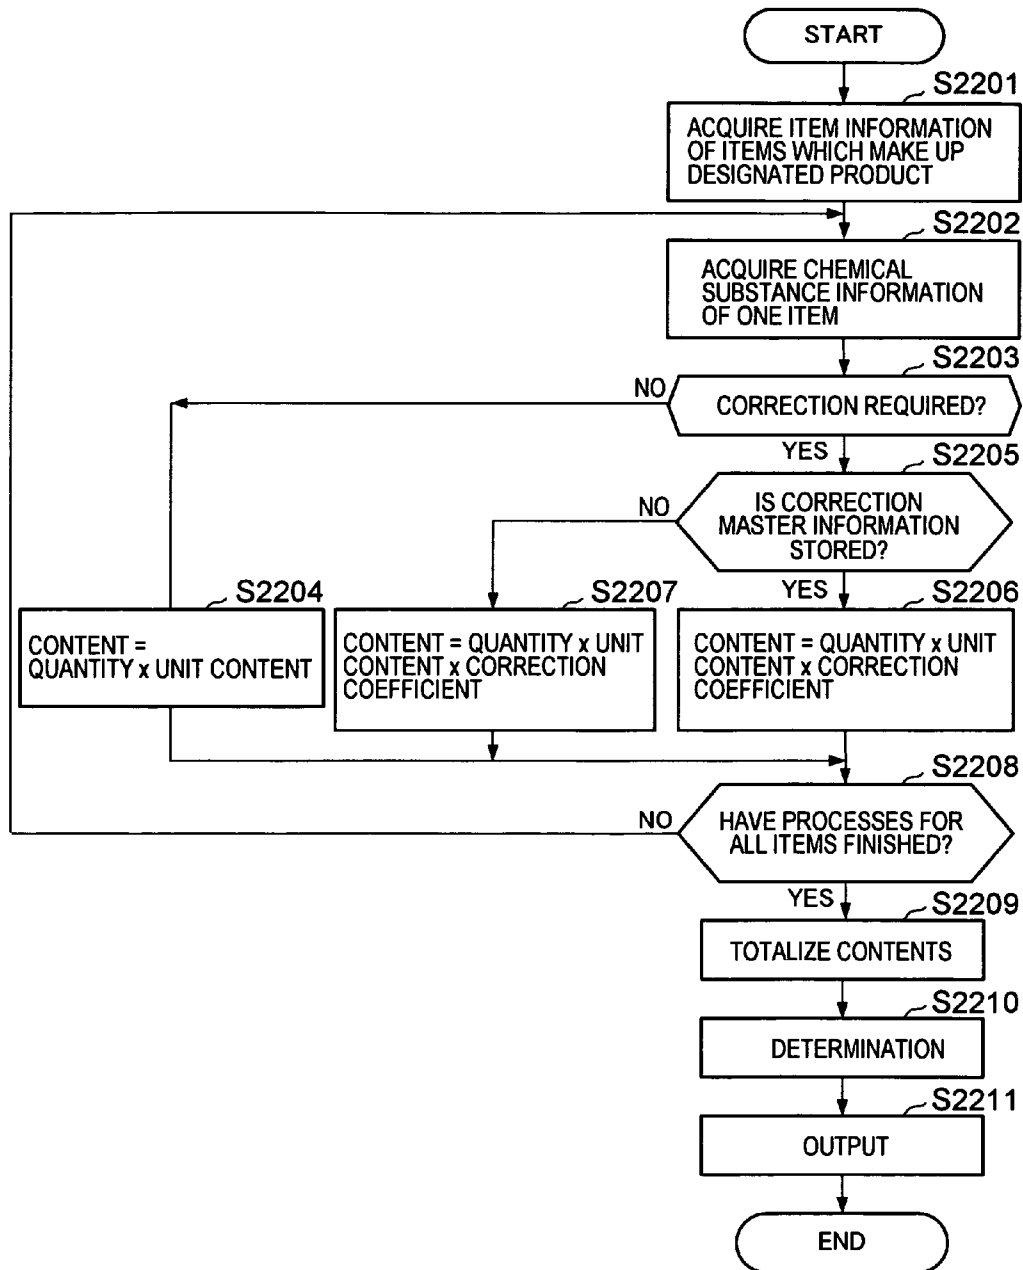 START
S2201
ACQUIRE ITEM INFORMATION
OF ITEMS WHICH MAKE UP
DESIGNATED PRODUCT
S2202
ACQUIRE CHEMICAL
SUBSTANCE INFORMATION
OF ONE ITEM
S2203
NO
CORRECTION REQUIRED?
YES
S2205
NO
IS CORRECTION
MASTER INFORMATION
STORED?
YES
S2204
CONTENT =
QUANTITY x UNIT CONTENT
S2207
CONTENT = QUANTITY x UNIT
CONTENT x CORRECTION
COEFFICIENT
S2206
CONTENT = QUANTITY x UNIT
CONTENT x CORRECTION
COEFFICIENT
S2208
NO
HAVE PROCESSES FOR
ALL ITEMS FINISHED?
YES
S2209
TOTALIZE CONTENTS
S2210
DETERMINATION
S2211
OUTPUT
END